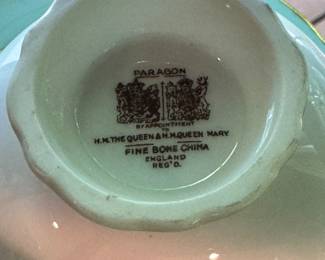 PARAGON
BY APPOINTMENT
TO
H.M. THE QUEEN & H.M. QUEEN MARY
FINE BONE CHINA
ENGLAND
REG'D.